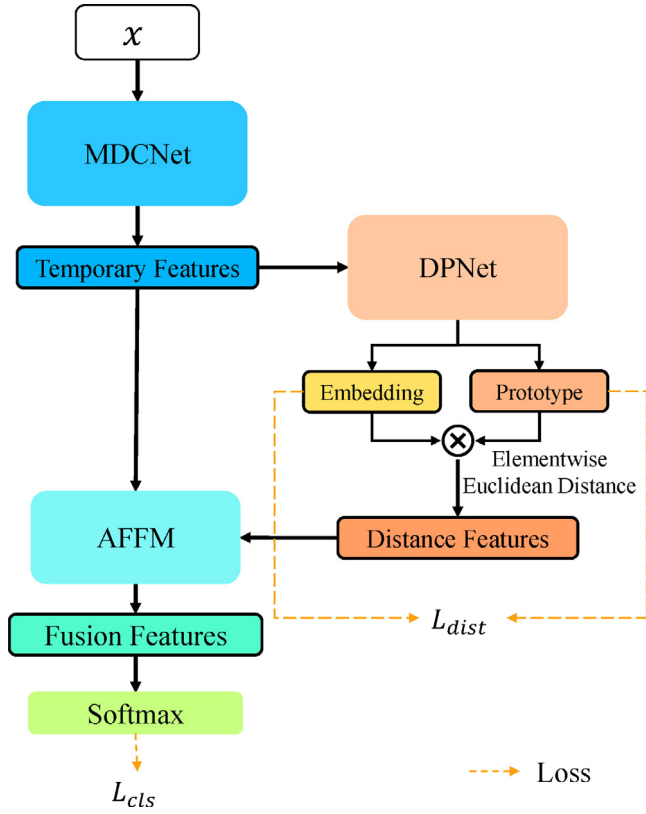 x
MDCNet
Temporary Features
DPNet
Embedding
Prototype
Elementwise
Euclidean Distance
AFFM
Distance Features
Fusion Features
L_dist
Softmax
L_cls
Loss